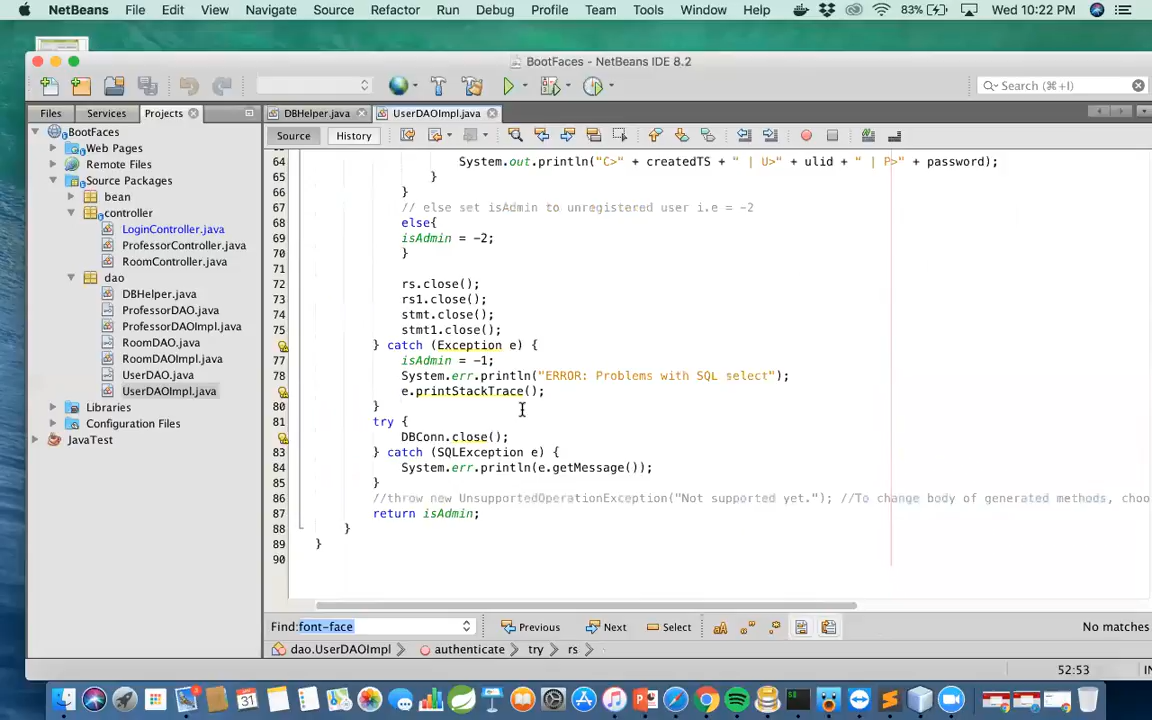 NetBeans File Edit View Navigate Source Refactor Run Debug Profile Team Tools Window Help 83% Wed 10:22 PM
BootFaces - NetBeans IDE 8.2
Search (⌘+I)
Files Services Projects DBHelper.java UserDAOImpl.java
BootFaces
Web Pages
Remote Files
Source Packages
bean
controller
LoginController.java
ProfessorController.java
RoomController.java
dao
DBHelper.java
ProfessorDAO.java
ProfessorDAOImpl.java
RoomDAO.java
RoomDAOImpl.java
UserDAO.java
UserDAOImpl.java
Libraries
Configuration Files
JavaTest
Source History
64 System.out.println("C>" + createdTS + " | U>" + ulid + " | P>" + password);
65 }
66 }
67 // else set isAdmin to unregistered user i.e = -2
68 else{
69 isAdmin = -2;
70 }
71
72 rs.close();
73 rs1.close();
74 stmt.close();
75 stmt1.close();
} catch (Exception e) {
77 isAdmin = -1;
78 System.err.println("ERROR: Problems with SQL select");
e.printStackTrace();
80 }
81 try {
DBConn.close();
83 } catch (SQLException e) {
84 System.err.println(e.getMessage());
85 }
86 //throw new UnsupportedOperationException("Not supported yet."); //To change body of generated methods, choo
87 return isAdmin;
88 }
89 }
90
Find: font-face Previous Next Select aA No matches
dao.UserDAOImpl authenticate try rs
52:53 IN
31